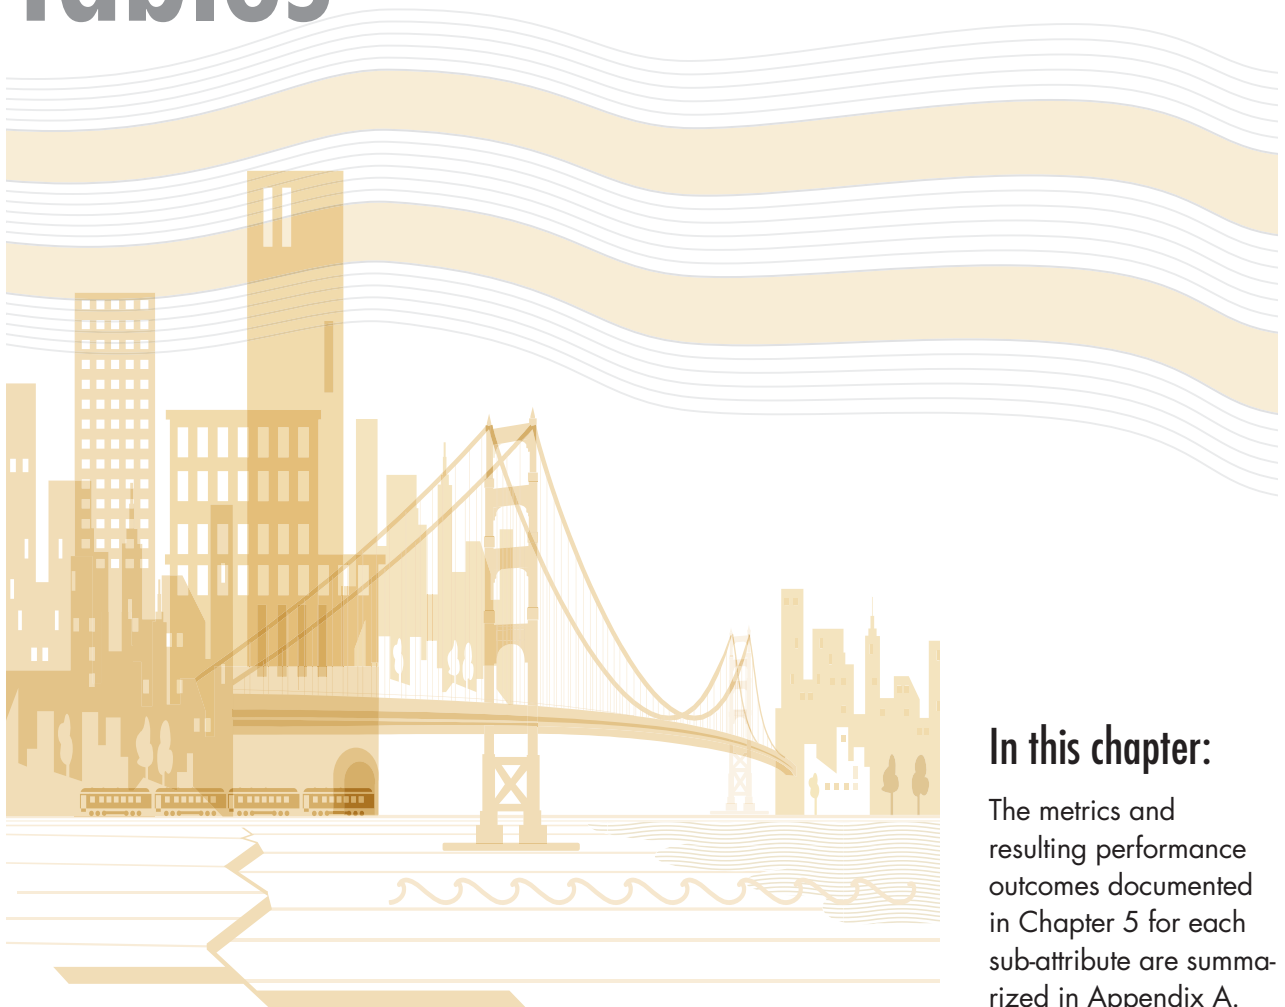 Tables
In this chapter:
The metrics and
resulting performance
outcomes documented
in Chapter 5 for each
sub-attribute are summa-
rized in Appendix A.